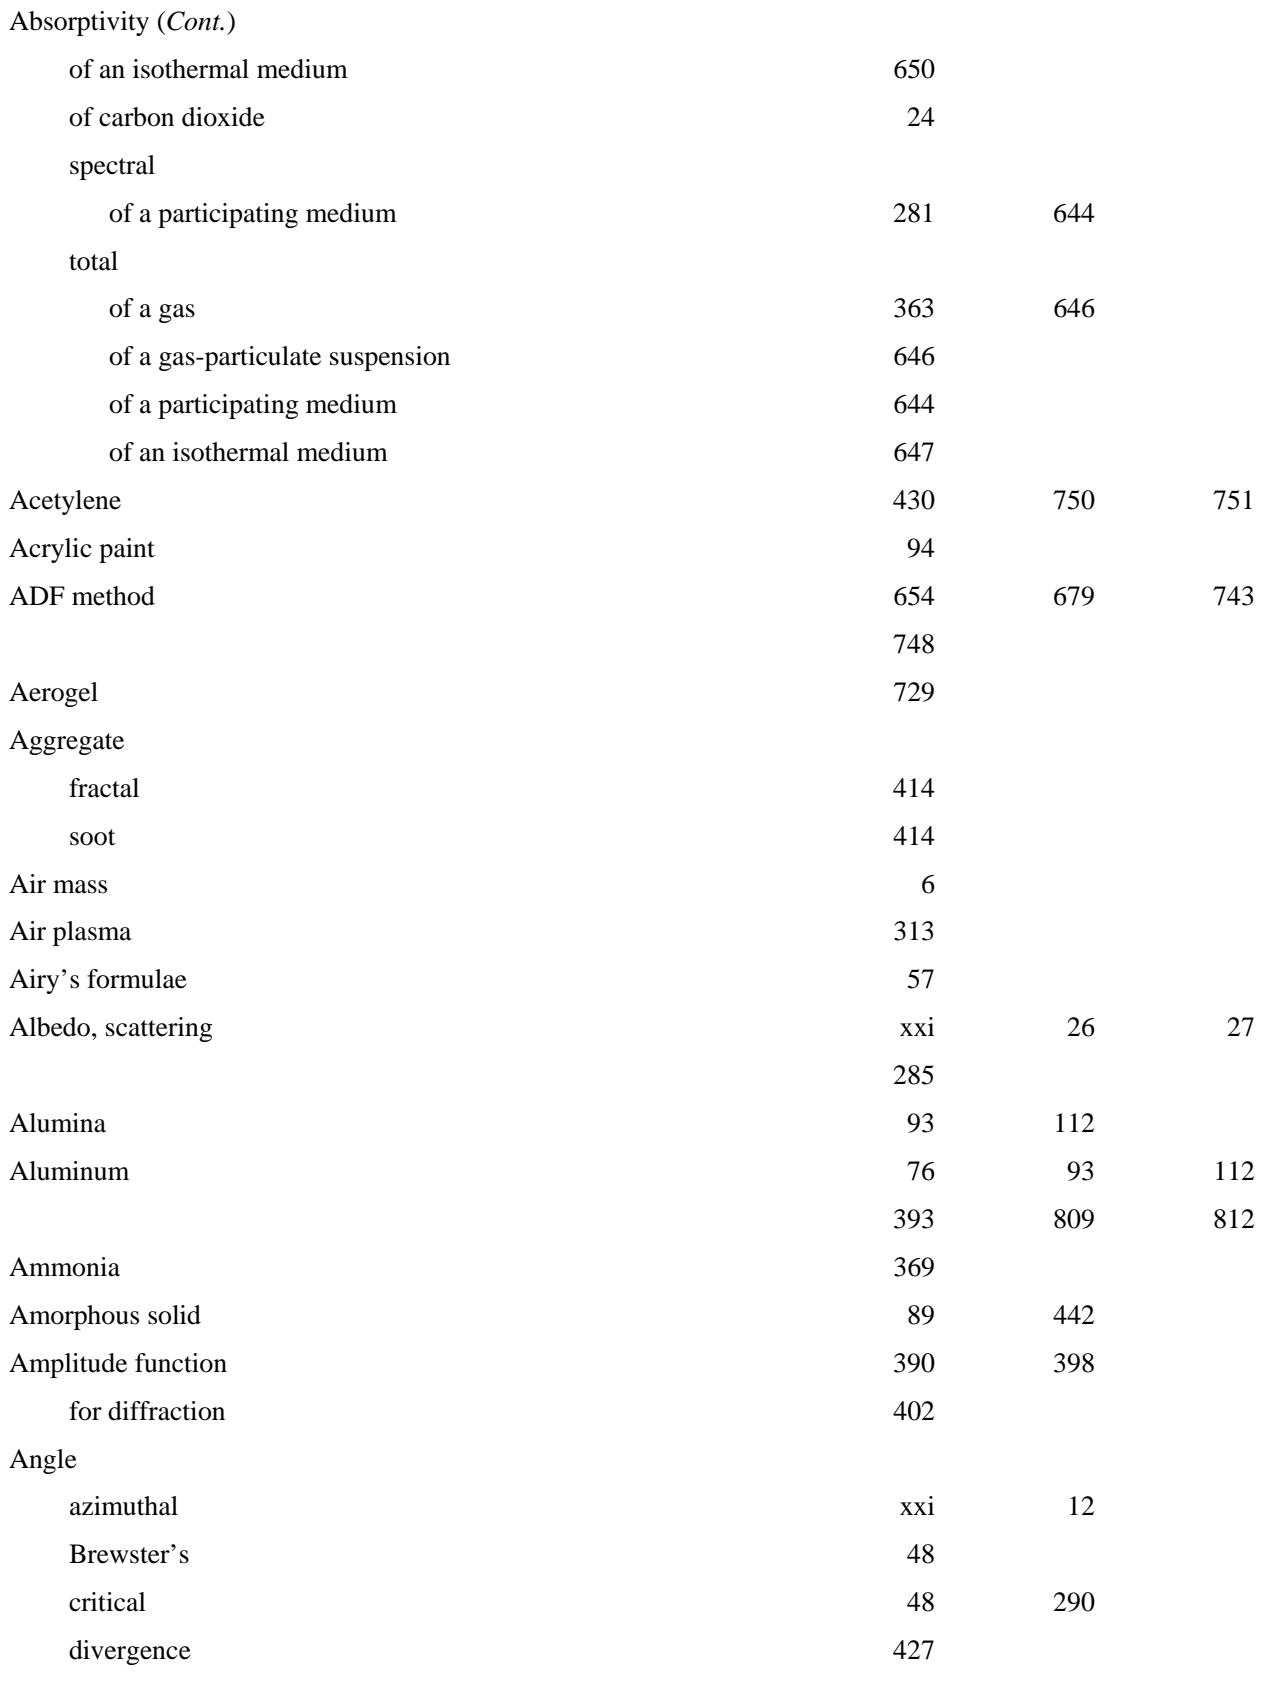 Absorptivity (Cont.)
of an isothermal medium 650
of carbon dioxide 24
spectral
of a participating medium 281 644
total
of a gas 363 646
of a gas-particulate suspension 646
of a participating medium 644
of an isothermal medium 647
Acetylene 430 750 751
Acrylic paint 94
ADF method 654 679 743
748
Aerogel 729
Aggregate
fractal 414
soot 414
Air mass 6
Air plasma 313
Airy’s formulae 57
Albedo, scattering xxi 26 27
285
Alumina 93 112
Aluminum 76 93 112
393 809 812
Ammonia 369
Amorphous solid 89 442
Amplitude function 390 398
for diffraction 402
Angle
azimuthal xxi 12
Brewster’s 48
critical 48 290
divergence 427